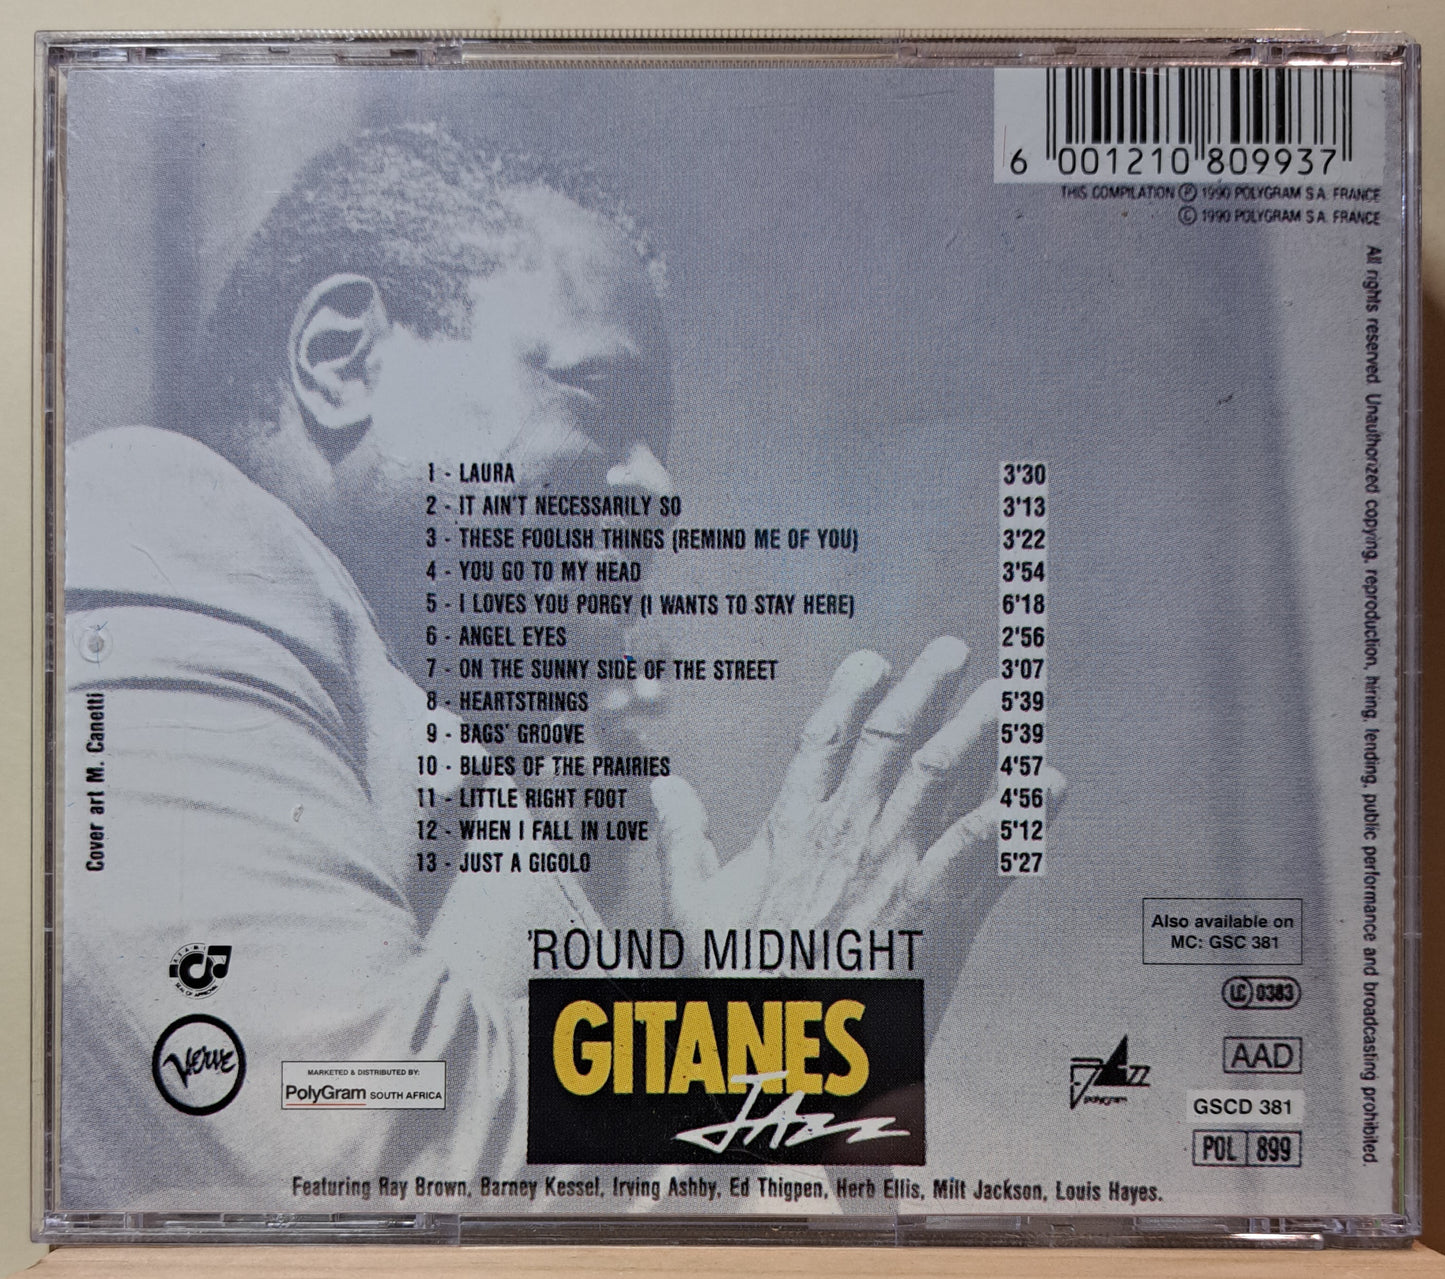 6 001210 809937
THIS COMPILATION ℗ 1990 POLYGRAM S.A. FRANCE
© 1990 POLYGRAM S.A. FRANCE
All rights reserved. Unauthorized copying, reproduction, hiring, lending, public performance and broadcasting prohibited.
1 - LAURA 3'30
2 - IT AIN'T NECESSARILY SO 3'13
3 - THESE FOOLISH THINGS (REMIND ME OF YOU) 3'22
4 - YOU GO TO MY HEAD 3'54
5 - I LOVES YOU PORGY (I WANTS TO STAY HERE) 6'18
6 - ANGEL EYES 2'56
7 - ON THE SUNNY SIDE OF THE STREET 3'07
8 - HEARTSTRINGS 5'39
9 - BAGS' GROOVE 5'39
10 - BLUES OF THE PRAIRIES 4'57
11 - LITTLE RIGHT FOOT 4'56
12 - WHEN I FALL IN LOVE 5'12
13 - JUST A GIGOLO 5'27
Cover art M. Canetti
Also available on
MC: GSC 381
'ROUND MIDNIGHT
GITANES
JAzz
SEAL OF APPROVAL
Verve
MARKETED & DISTRIBUTED BY:
PolyGram SOUTH AFRICA
JAzz
polygram
LC 0383
AAD
GSCD 381
POL 899
Featuring Ray Brown, Barney Kessel, Irving Ashby, Ed Thigpen, Herb Ellis, Milt Jackson, Louis Hayes.